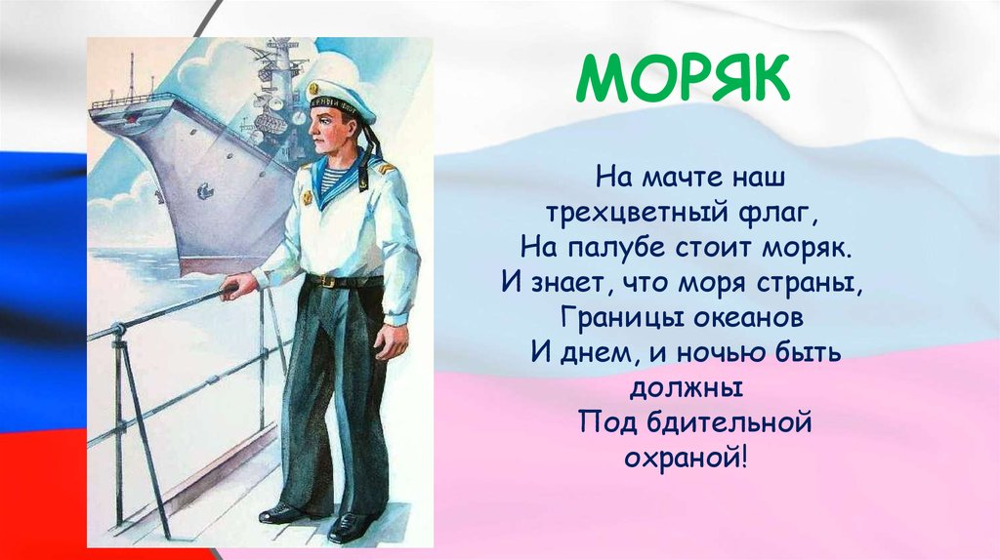 МОРЯК
На мачте наш
трехцветный флаг,
На палубе стоит моряк.
И знает, что моря страны,
Границы океанов
И днем, и ночью быть
должны
Под бдительной
охраной!